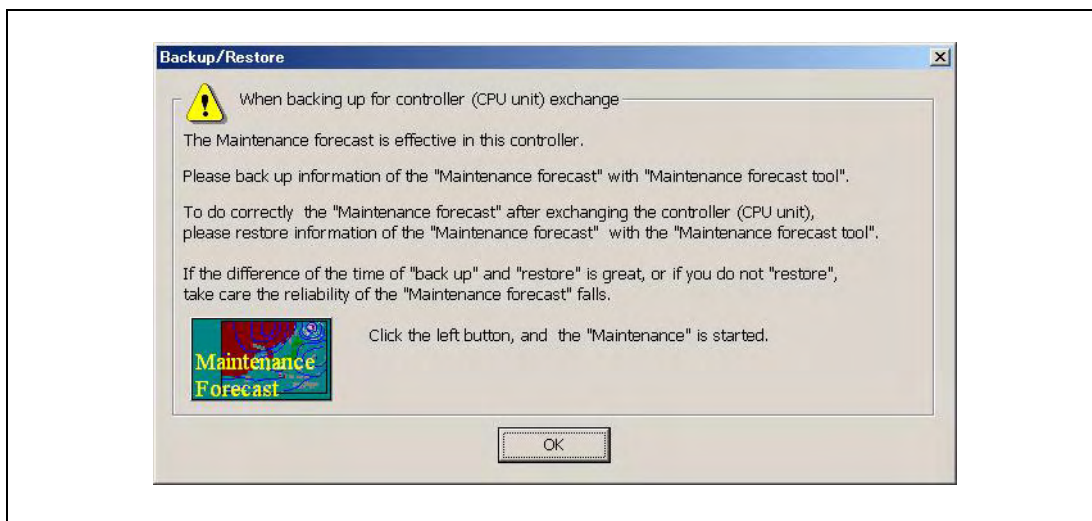 Backup/Restore
When backing up for controller (CPU unit) exchange
The Maintenance forecast is effective in this controller.
Please back up information of the "Maintenance forecast" with "Maintenance forecast tool".
To do correctly the "Maintenance forecast" after exchanging the controller (CPU unit),
please restore information of the "Maintenance forecast" with the "Maintenance forecast tool".
If the difference of the time of "back up" and "restore" is great, or if you do not "restore",
take care the reliability of the "Maintenance forecast" falls.
Click the left button, and the "Maintenance" is started.
Maintenance
Forecast
OK